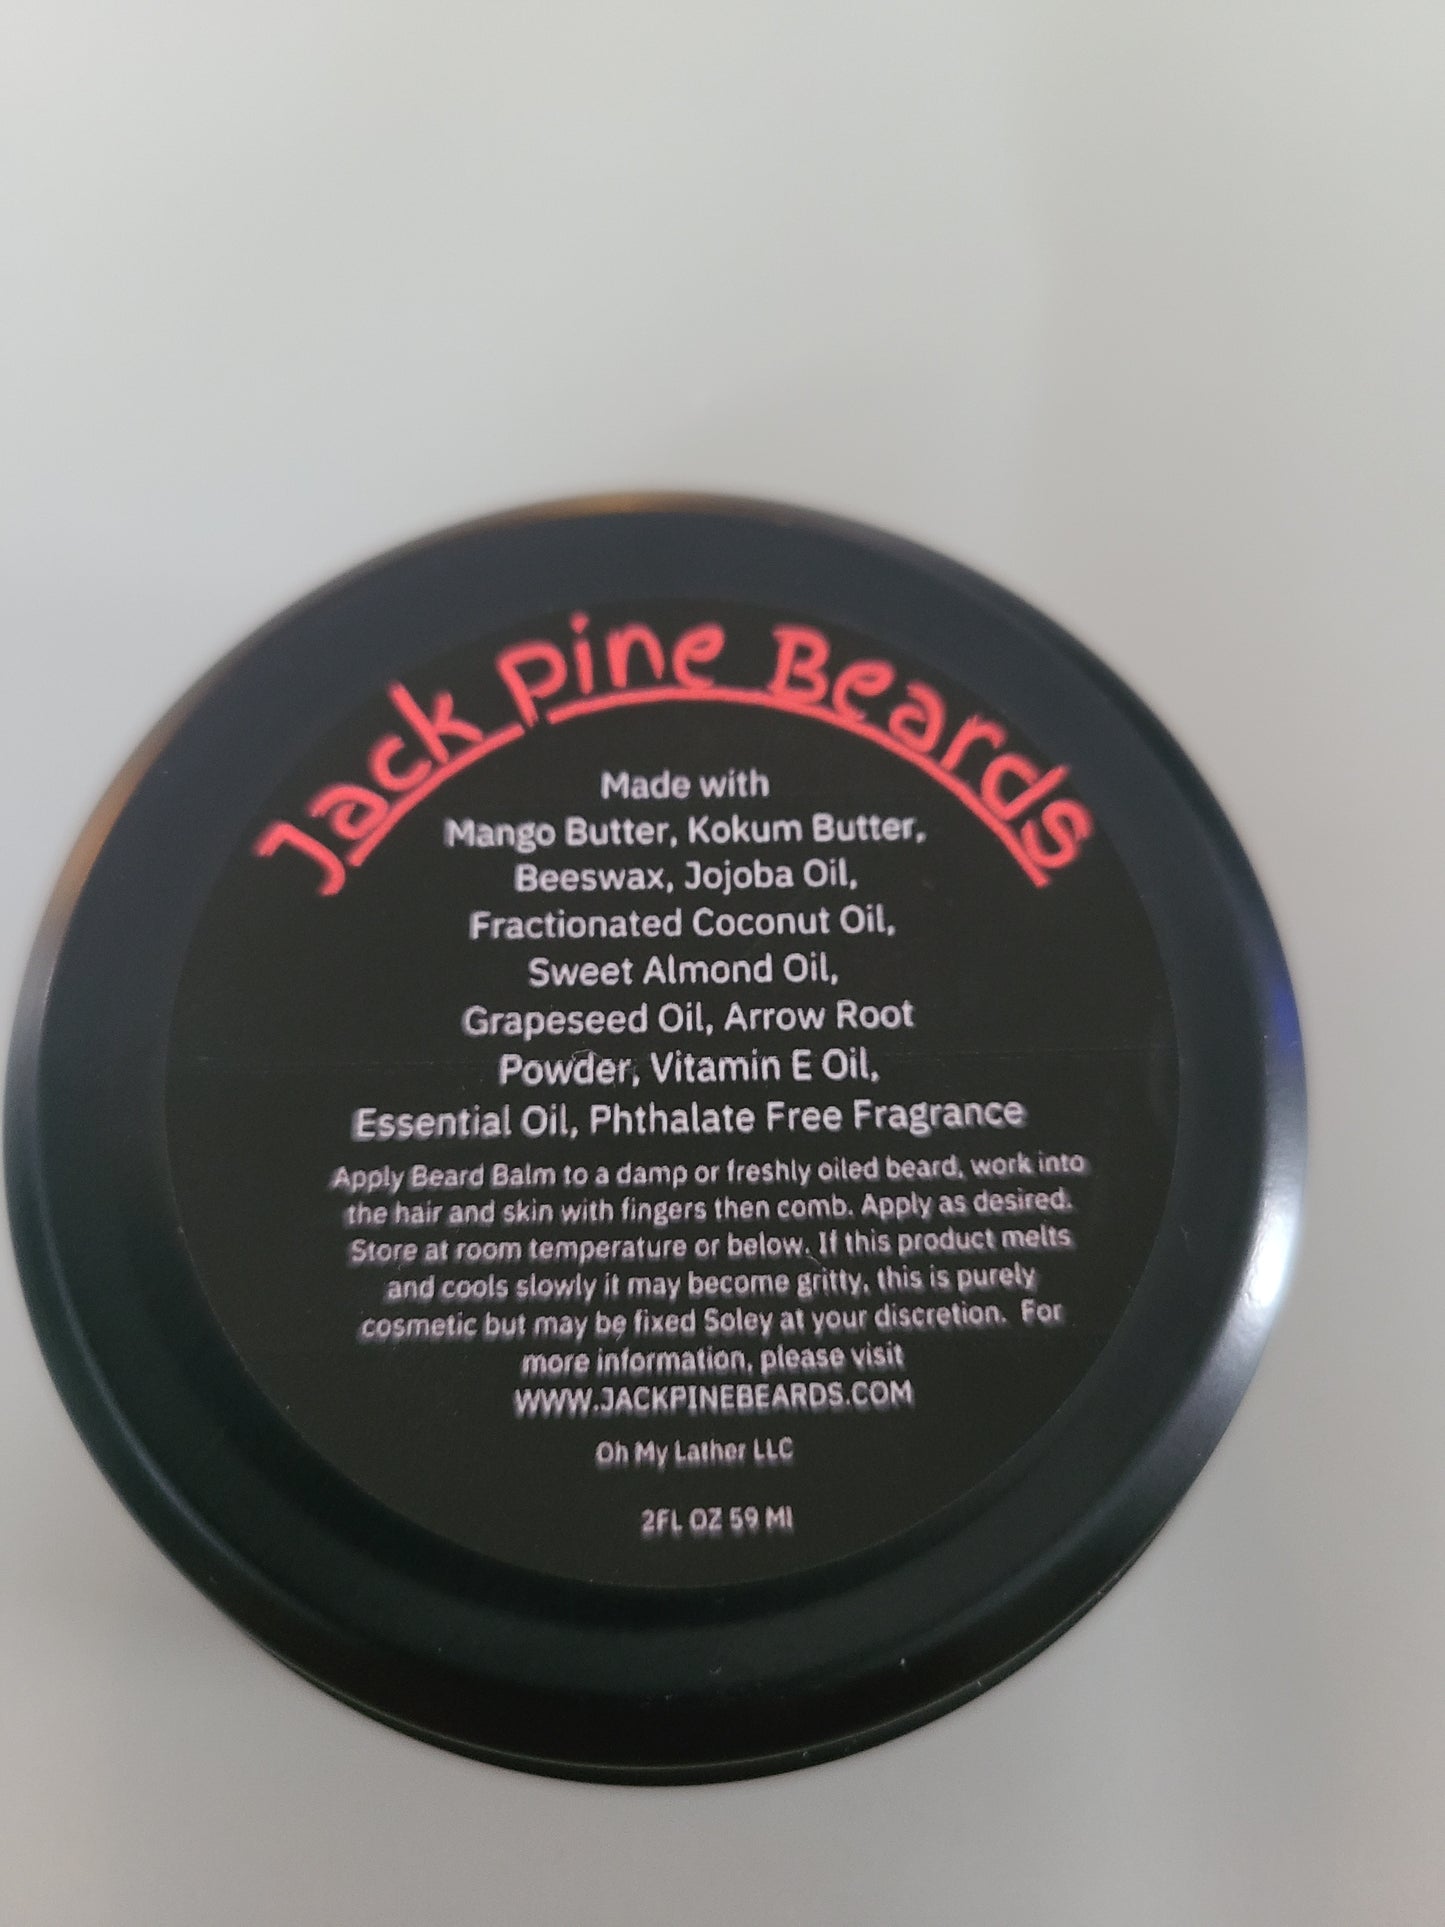 Jack Pine Beards
Made with
Mango Butter, Kokum Butter,
Beeswax, Jojoba Oil,
Fractionated Coconut Oil,
Sweet Almond Oil,
Grapeseed Oil, Arrow Root
Powder, Vitamin E Oil,
Essential Oil, Phthalate Free Fragrance
Apply Beard Balm to a damp or freshly oiled beard, work into
the hair and skin with fingers then comb. Apply as desired.
Store at room temperature or below. If this product melts
and cools slowly it may become gritty, this is purely
cosmetic but may be fixed Soley at your discretion. For
more information, please visit
WWW.JACKPINEBEARDS.COM
Oh My Lather LLC
2FL OZ 59 Ml